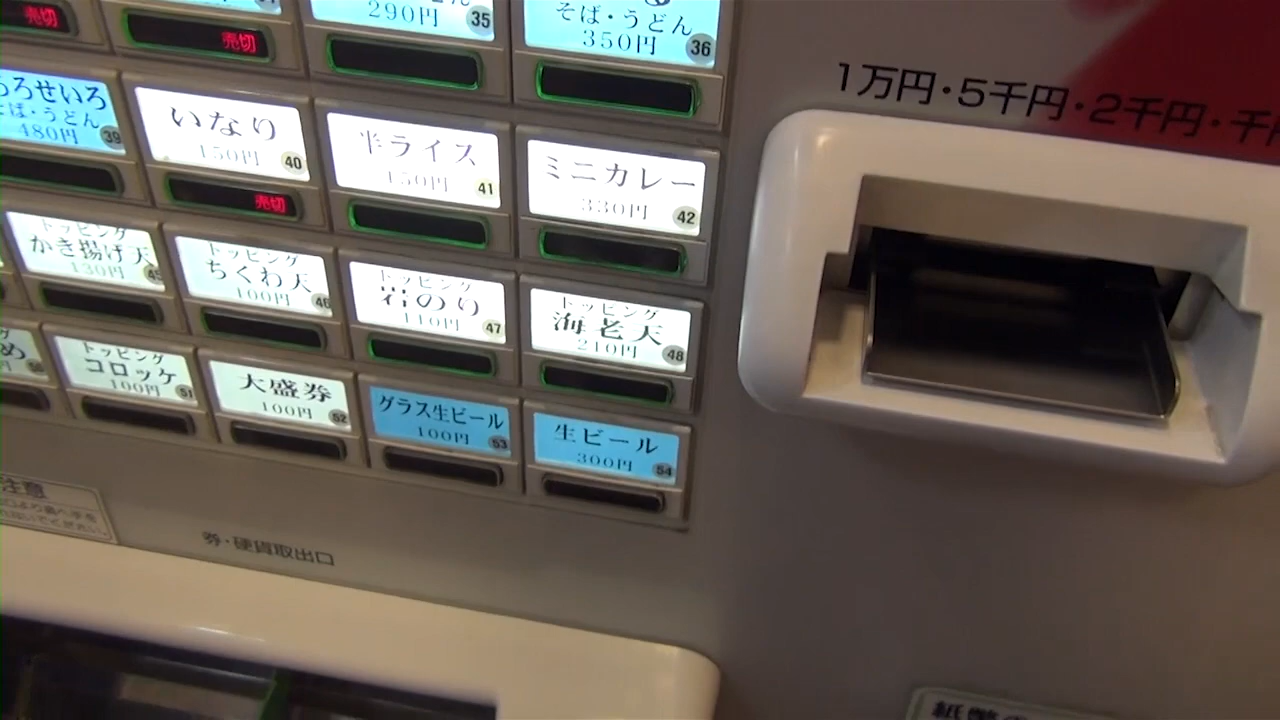 売切
売切
290円 35
そば・うどん
350円 36
1万円・5千円・2千円・千
ろせいろ
そば・うどん
480円 39
いなり
150円 40
売切
半ライス
150円 41
ミニカレー
330円 42
トッピング
かき揚げ天
130円 45
トッピング
ちくわ天
100円 46
トッピング
岩のり
110円 47
トッピング
海老天
210円 48
め
円 50
トッピング
コロッケ
100円 51
大盛券
100円 52
グラス生ビール
100円 53
生ビール
300円 54
注意
券・硬貨取出口
紙幣